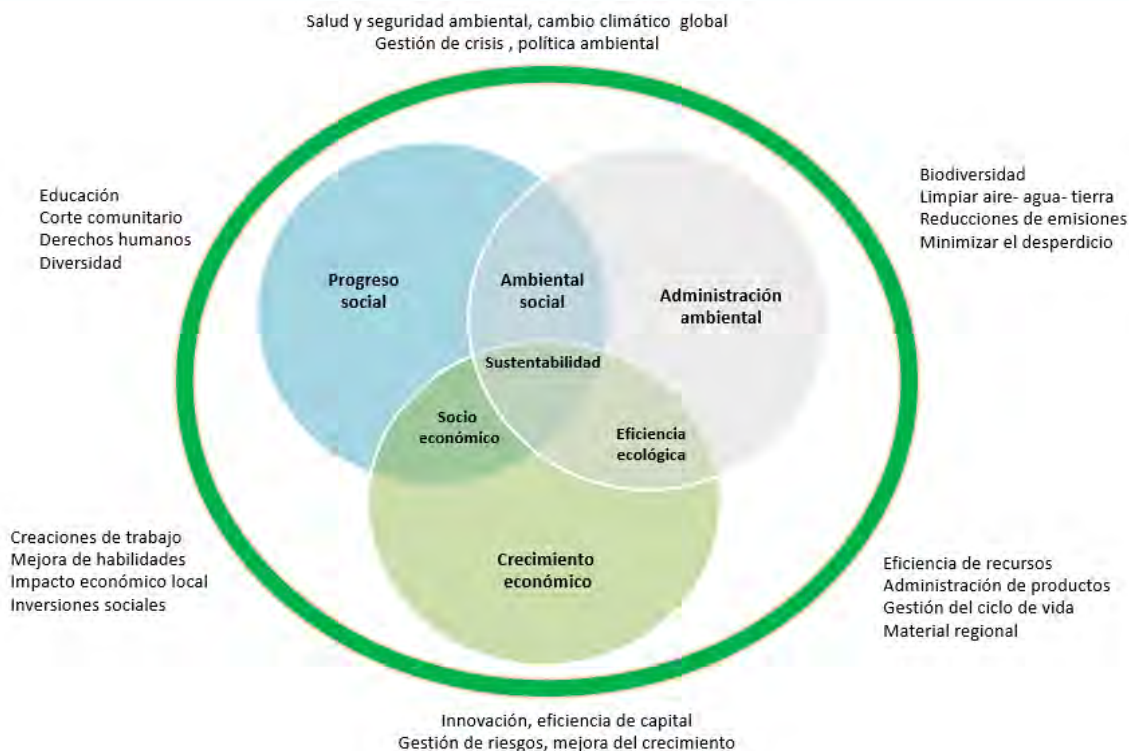 Salud y seguridad ambiental, cambio climático global
Gestión de crisis , política ambiental
Educación
Corte comunitario
Derechos humanos
Diversidad
Biodiversidad
Limpiar aire- agua- tierra
Reducciones de emisiones
Minimizar el desperdicio
Progreso
social
Ambiental
social
Administración
ambiental
Sustentabilidad
Socio
económico
Eficiencia
ecológica
Crecimiento
económico
Creaciones de trabajo
Mejora de habilidades
Impacto económico local
Inversiones sociales
Eficiencia de recursos
Administración de productos
Gestión del ciclo de vida
Material regional
Innovación, eficiencia de capital
Gestión de riesgos, mejora del crecimiento